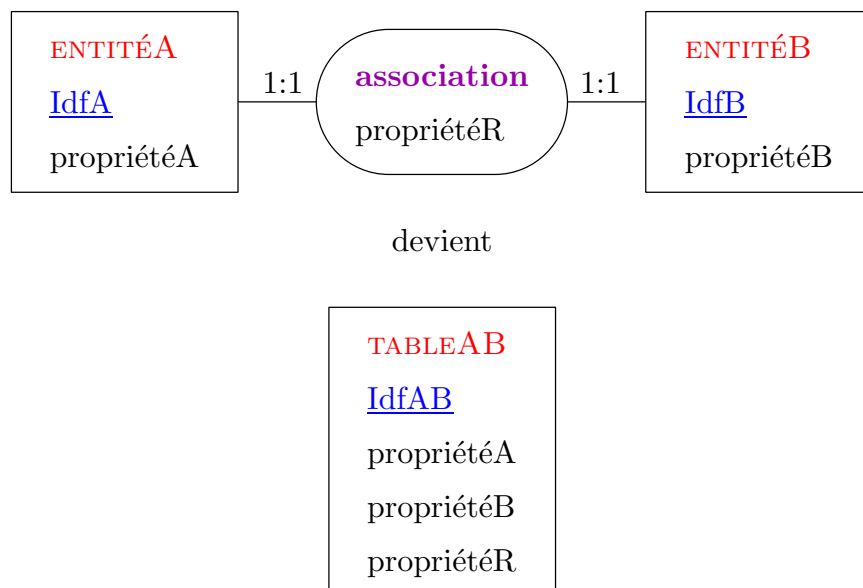 ENTITÉA
IdfA
propriétéA
1:1
association
propriétéR
1:1
ENTITÉB
IdfB
propriétéB
devient
TABLEAB
IdfAB
propriétéA
propriétéB
propriétéR